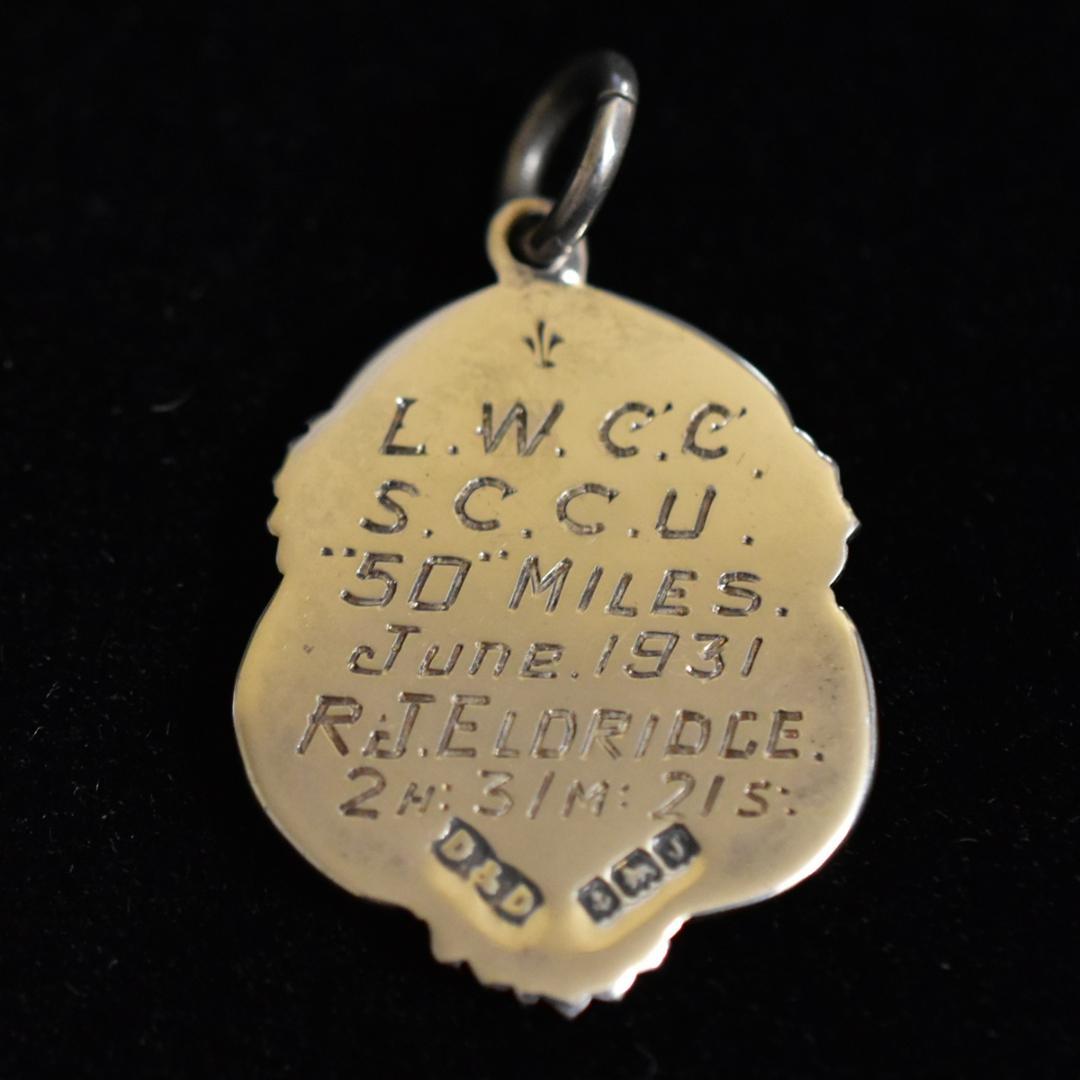 L.W.C.C.
S.C.C.U.
"50" MILES.
June.1931
R.J.ELDRIDGE.
2H: 31M: 21S:
D&D